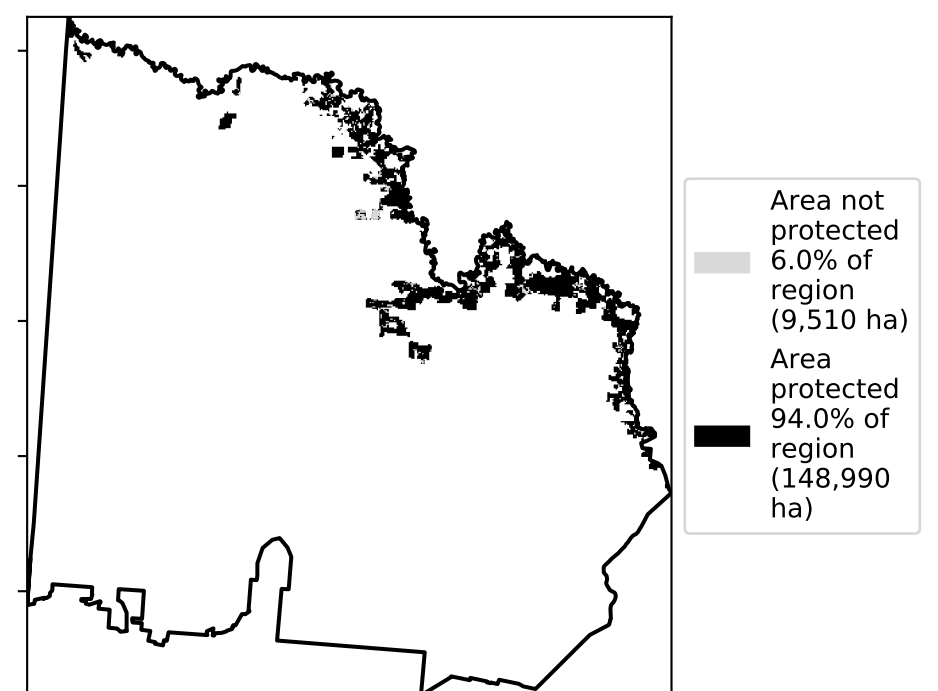 Area not
protected
6.0% of
region
(9,510 ha)
Area
protected
94.0% of
region
(148,990
ha)